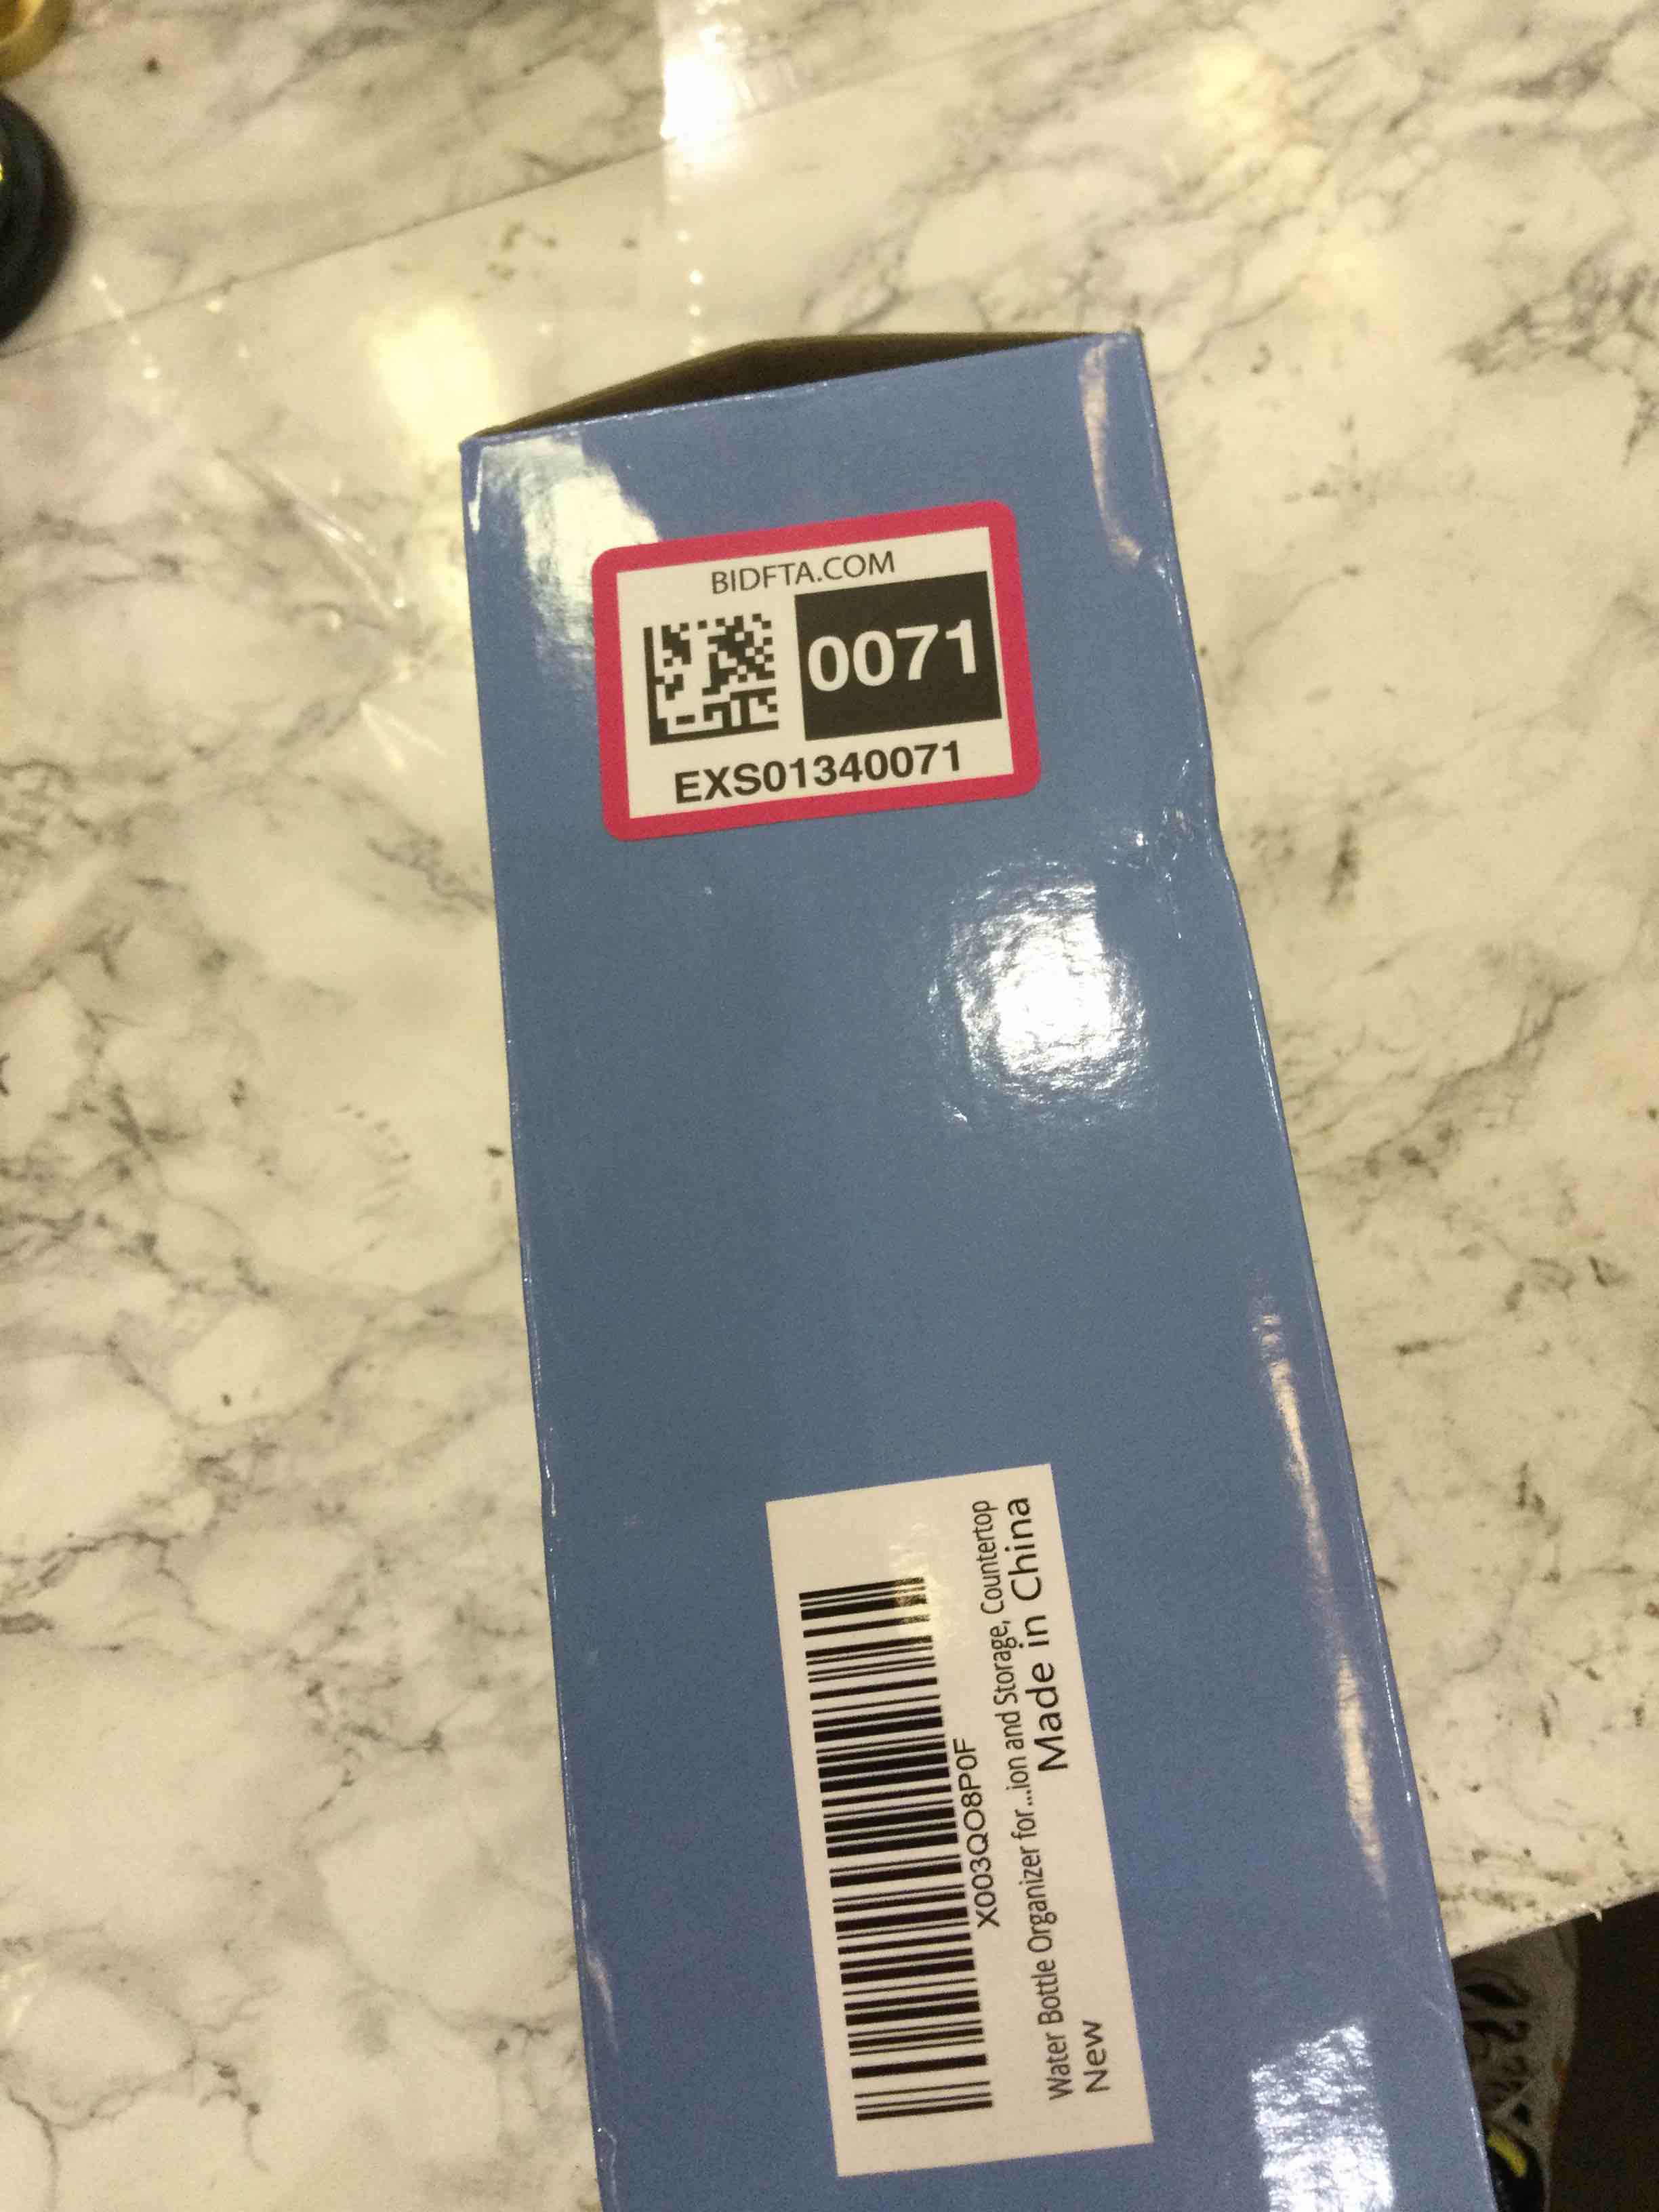 BIDFTA.COM
0071
EXS01340071
X003QO8P0F
Water Bottle Organizer for...ion and Storage, Countertop
New
Made in China